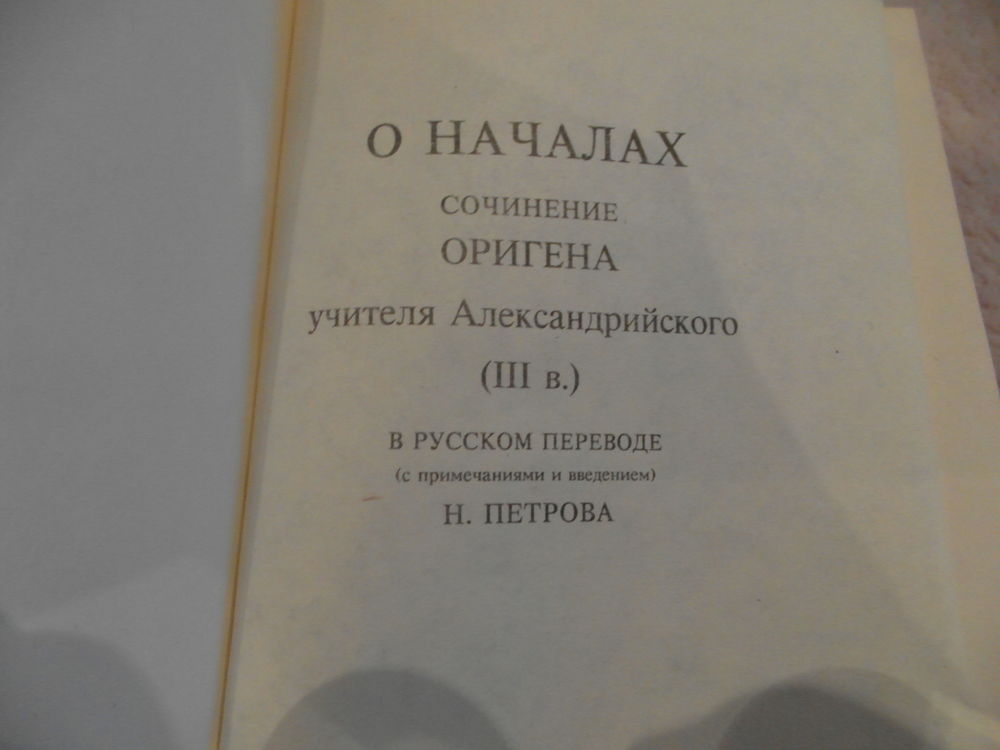 О НАЧАЛАХ
СОЧИНЕНИЕ
ОРИГЕНА
учителя Александрийского
(III в.)
В РУССКОМ ПЕРЕВОДЕ
(с примечаниями и введением)
Н. ПЕТРОВА